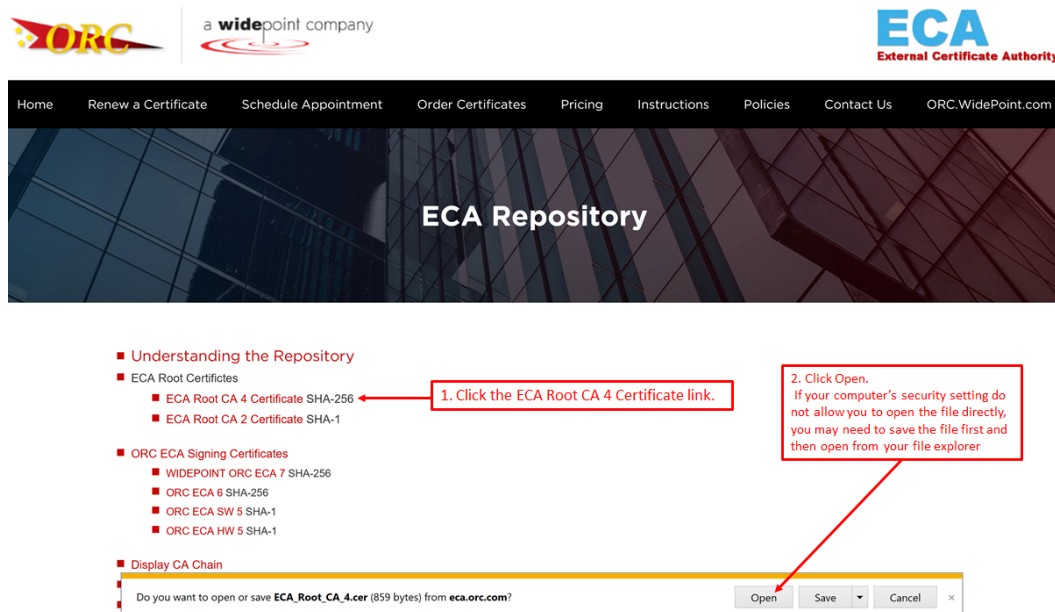 ORC
a widepoint company
ECA
External Certificate Authority
Home Renew a Certificate Schedule Appointment Order Certificates Pricing Instructions Policies Contact Us ORC.WidePoint.com
ECA Repository
Understanding the Repository
ECA Root Certifictes
ECA Root CA 4 Certificate SHA-256
ECA Root CA 2 Certificate SHA-1
1. Click the ECA Root CA 4 Certificate link.
2. Click Open.
If your computer's security setting do
not allow you to open the file directly,
you may need to save the file first and
then open from your file explorer
ORC ECA Signing Certificates
WIDEPOINT ORC ECA 7 SHA-256
ORC ECA 6 SHA-256
ORC ECA SW 5 SHA-1
ORC ECA HW 5 SHA-1
Display CA Chain
Do you want to open or save ECA_Root_CA_4.cer (859 bytes) from eca.orc.com?
Open Save Cancel ×